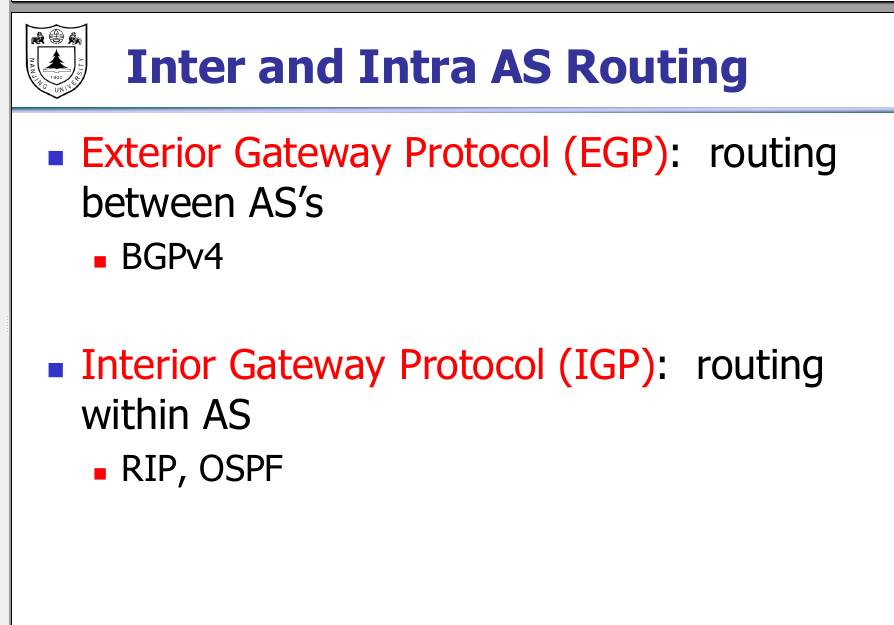 NANJING UNIVERSITY
1902
Inter and Intra AS Routing
Exterior Gateway Protocol (EGP): routing
between AS’s
BGPv4
Interior Gateway Protocol (IGP): routing
within AS
RIP, OSPF